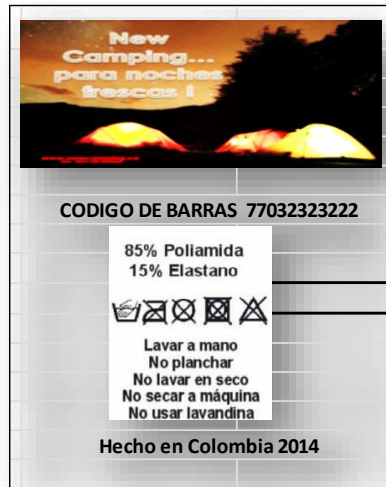 New
Camping...
para noches
frescas !
CODIGO DE BARRAS 77032323222
85% Poliamida
15% Elastano
Lavar a mano
No planchar
No lavar en seco
No secar a máquina
No usar lavandina
Hecho en Colombia 2014